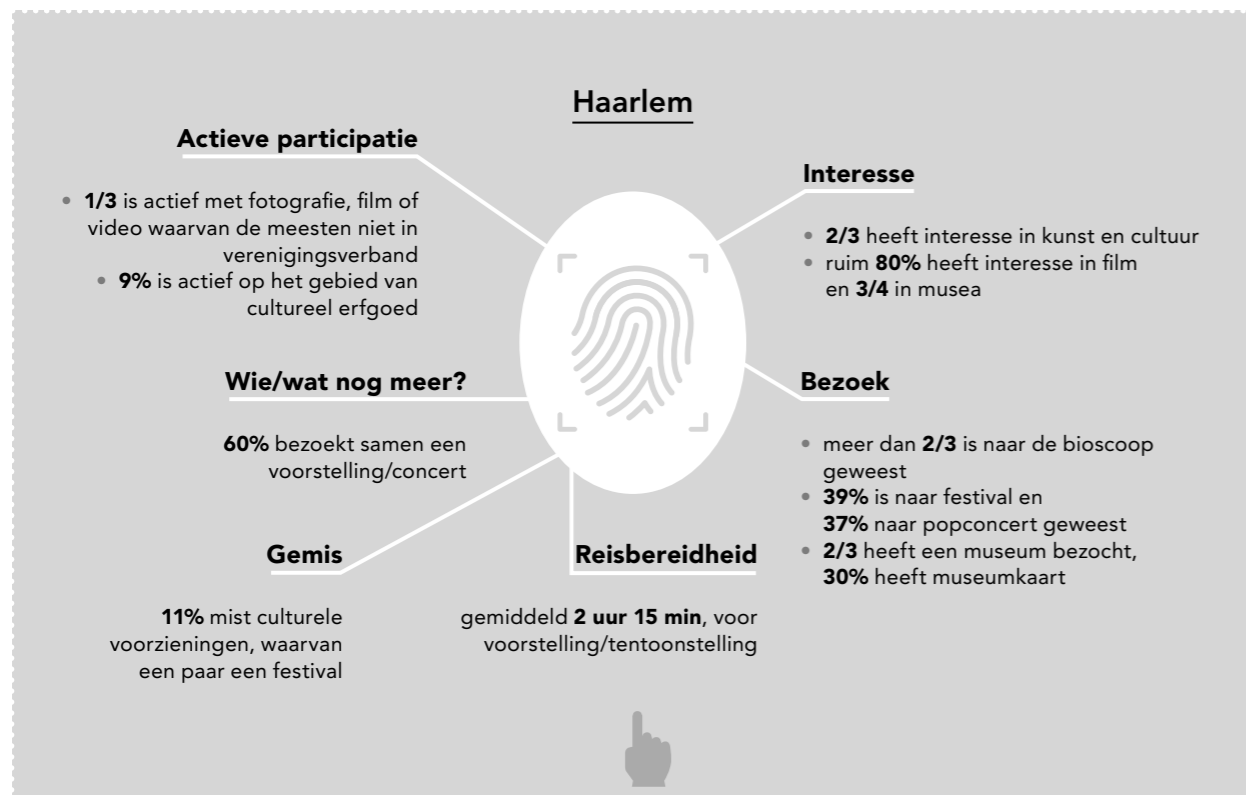 Haarlem
Actieve participatie
• 1/3 is actief met fotografie, film of
video waarvan de meesten niet in
verenigingsverband
• 9% is actief op het gebied van
cultureel erfgoed
Interesse
• 2/3 heeft interesse in kunst en cultuur
• ruim 80% heeft interesse in film
en 3/4 in musea
Wie/wat nog meer?
60% bezoekt samen een
voorstelling/concert
Bezoek
• meer dan 2/3 is naar de bioscoop
geweest
• 39% is naar festival en
37% naar popconcert geweest
• 2/3 heeft een museum bezocht,
30% heeft museumkaart
Gemis
11% mist culturele
voorzieningen, waarvan
een paar een festival
Reisbereidheid
gemiddeld 2 uur 15 min, voor
voorstelling/tentoonstelling